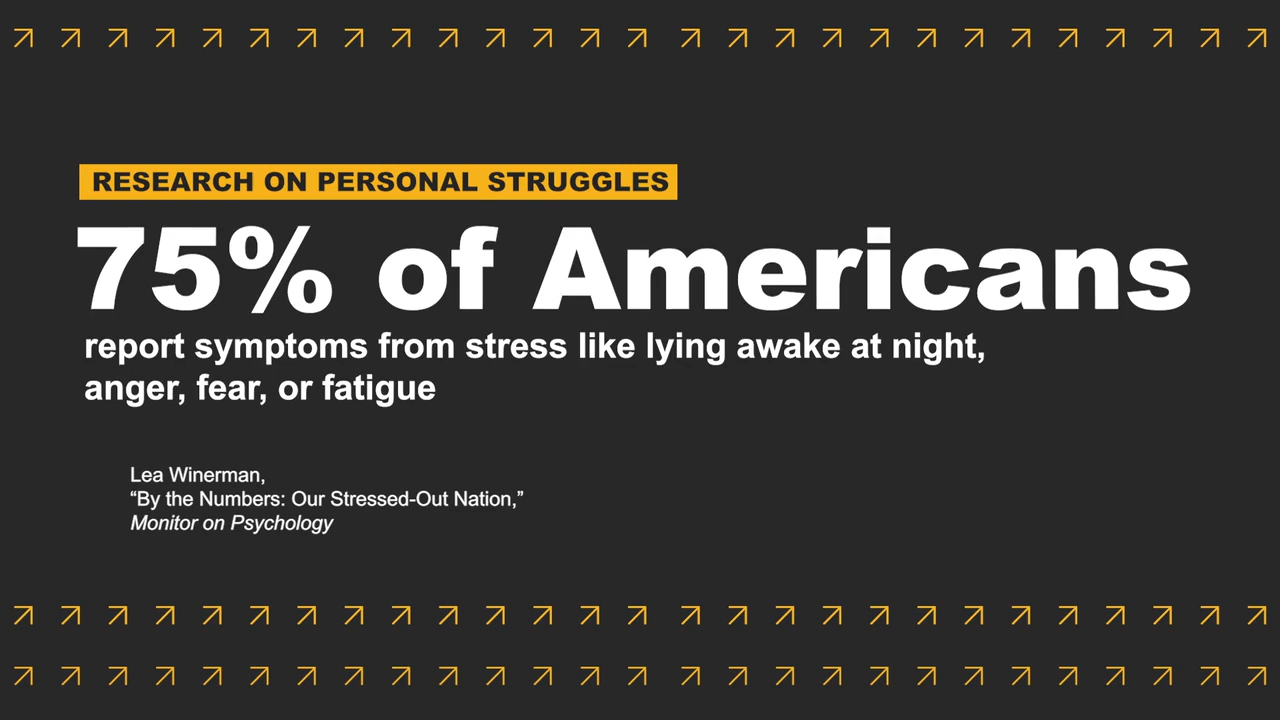 RESEARCH ON PERSONAL STRUGGLES
75% of Americans
report symptoms from stress like lying awake at night,
anger, fear, or fatigue
Lea Winerman,
“By the Numbers: Our Stressed-Out Nation,”
Monitor on Psychology